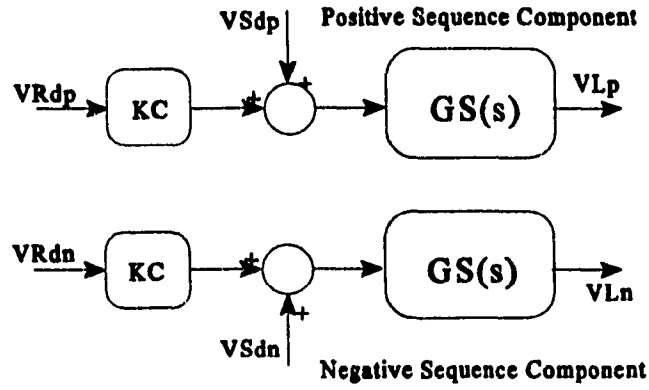 VSdp
Positive Sequence Component
VRdp
KC
+
+
GS(s)
VLp
VRdn
KC
+
+
GS(s)
VLn
VSdn
Negative Sequence Component